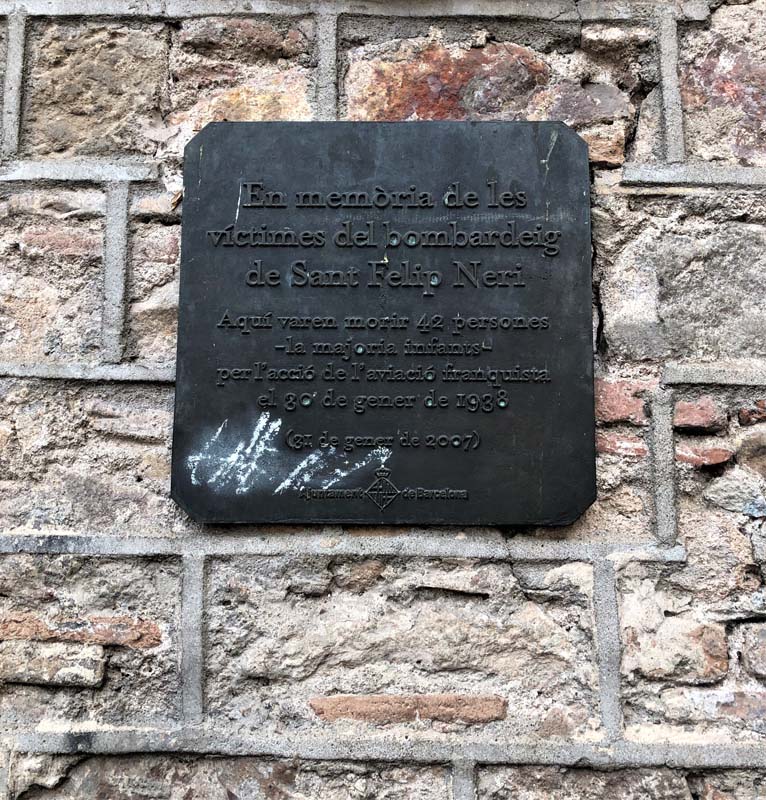 En memòria de les
víctimes del bombardeig
de Sant Felip Neri
Aquí varen morir 42 persones
-la majoria infants-
per l'acció de l'aviació franquista
el 30 de gener de 1938
(31 de gener de 2007)
Ajuntament de Barcelona